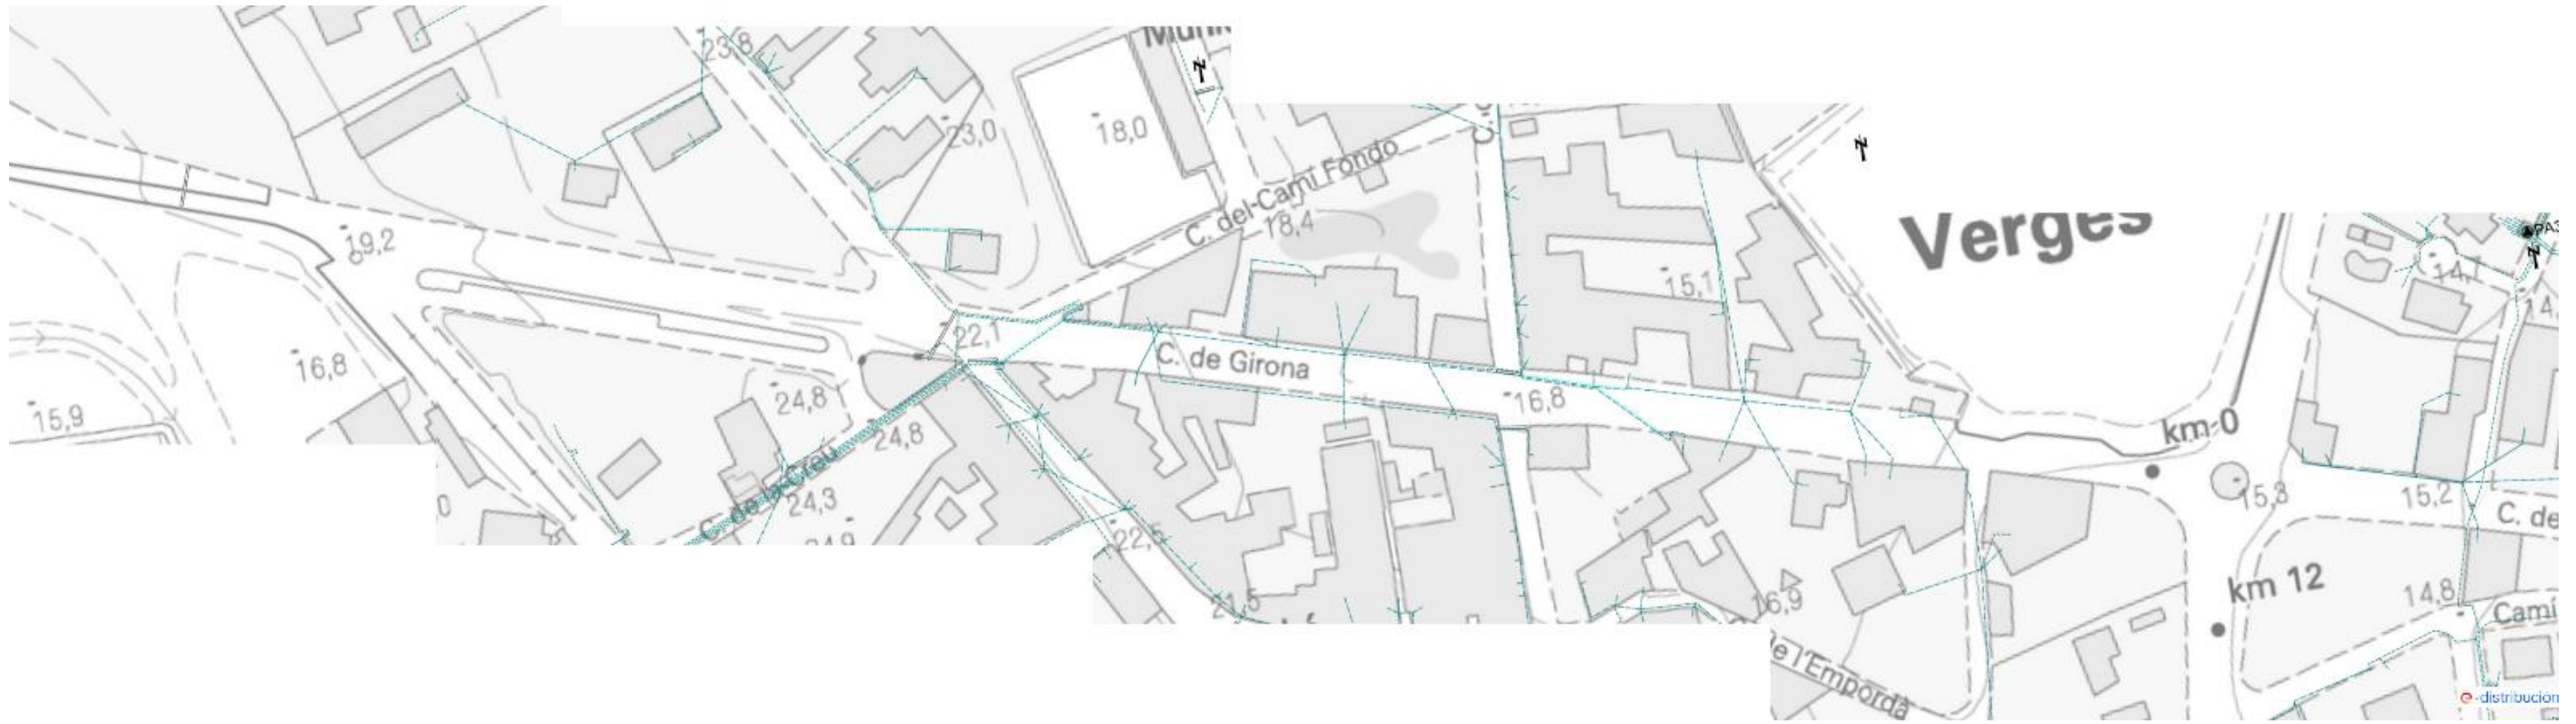 23,8
23,0
18,0
C. del Camí Fondo
18,4
19,2
Verges
15,1
14,7
22,1
C. de Girona
16,8
16,8
24,8
15,9
24,8
km 0
15,3
15,2
C. de
24,3
22,5
21,5
16,9
km 12
14,8
Camí
de l'Empordà
e-distribución